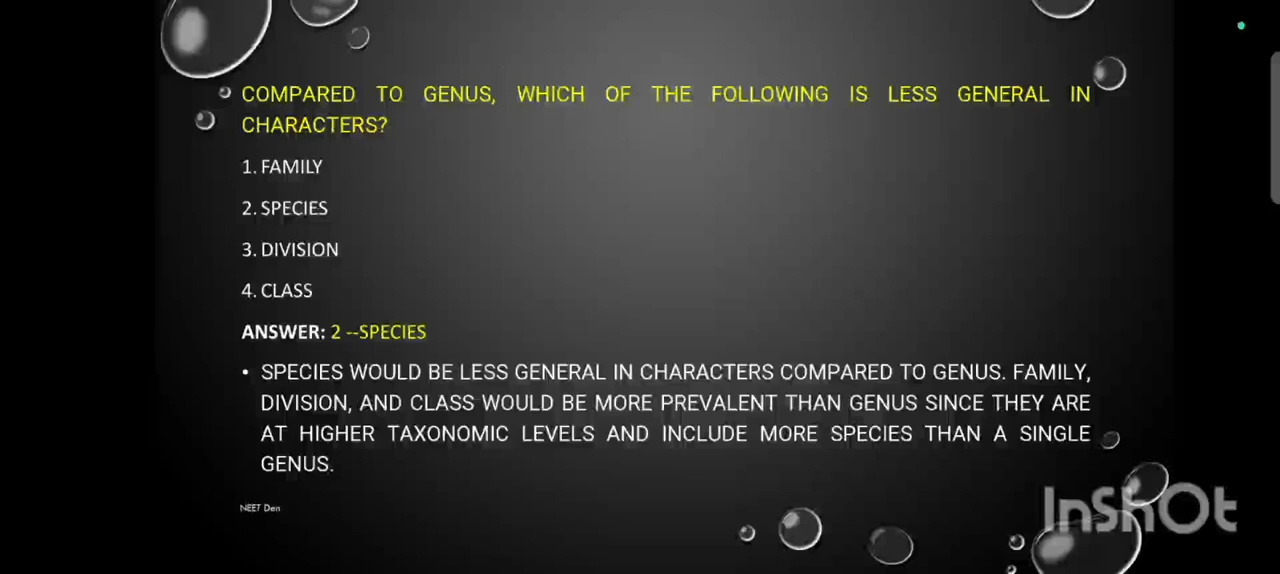 COMPARED TO GENUS, WHICH OF THE FOLLOWING IS LESS GENERAL IN
CHARACTERS?
1. FAMILY
2. SPECIES
3. DIVISION
4. CLASS
ANSWER: 2 --SPECIES
• SPECIES WOULD BE LESS GENERAL IN CHARACTERS COMPARED TO GENUS. FAMILY,
DIVISION, AND CLASS WOULD BE MORE PREVALENT THAN GENUS SINCE THEY ARE
AT HIGHER TAXONOMIC LEVELS AND INCLUDE MORE SPECIES THAN A SINGLE
GENUS.
NEET Den
InShOt